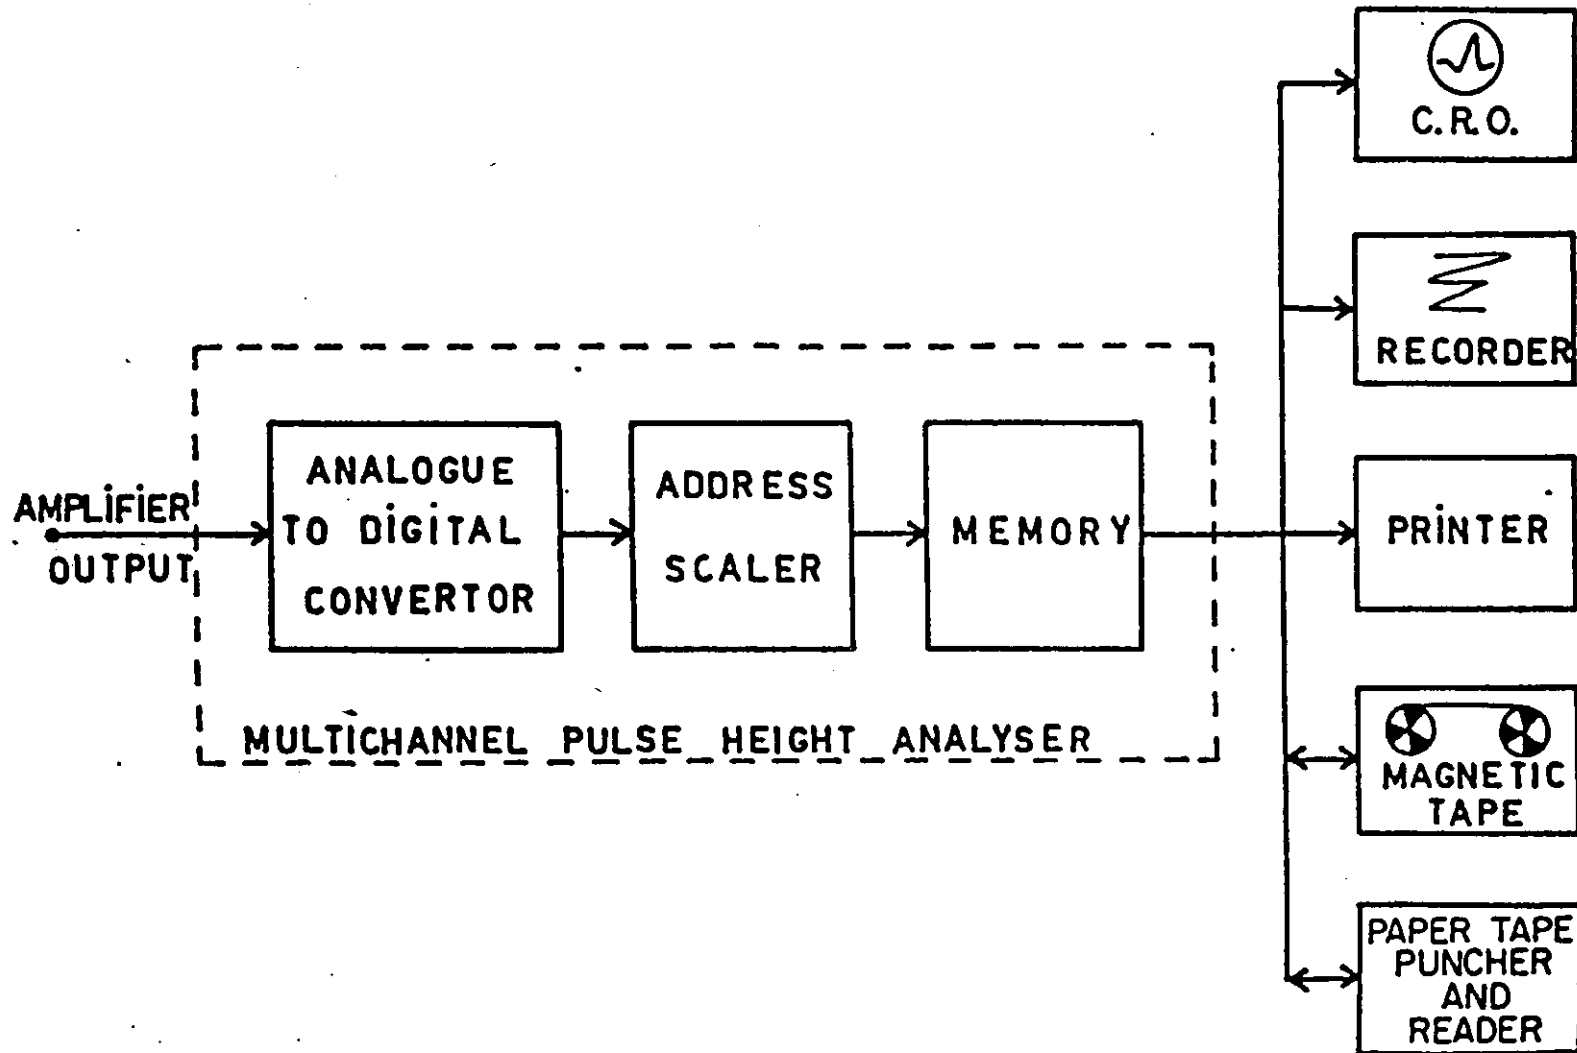 C.R.O.
RECORDER
AMPLIFIER
OUTPUT
ANALOGUE
TO DIGITAL
CONVERTOR
ADDRESS
SCALER
MEMORY
PRINTER
MULTICHANNEL PULSE HEIGHT ANALYSER
MAGNETIC
TAPE
PAPER TAPE
PUNCHER
AND
READER